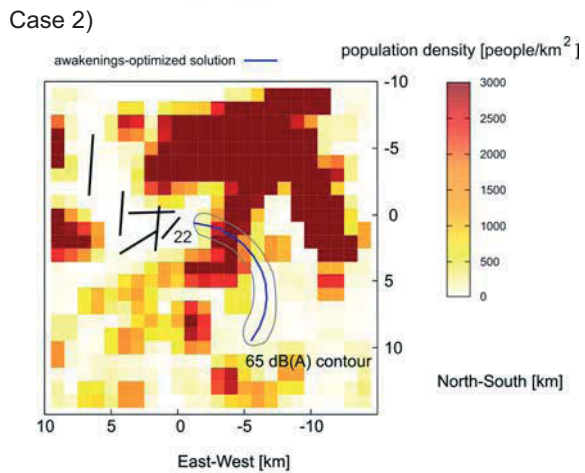 Case 2)
population density [people/km² ]
awakenings-optimized solution
-10
3000
2500
-5
2000
0
1500
22
1000
5
500
0
10
65 dB(A) contour
North-South [km]
10 5 0 -5 -10
East-West [km]